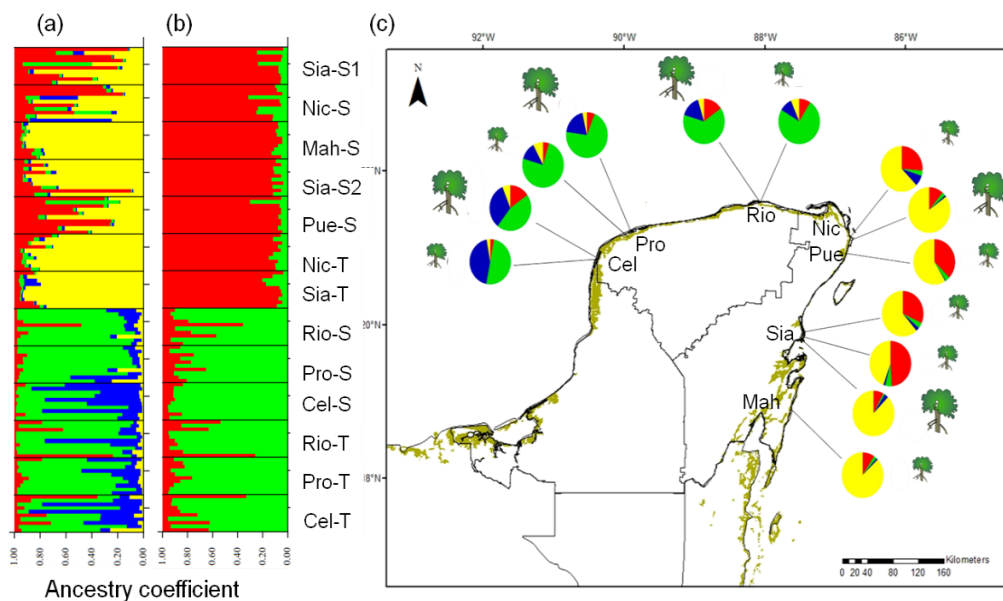 (a)
(b)
(c)
92°W 90°W 88°W 86°W
N
Sia-S1
Nic-S
Mah-S
Sia-S2
Pue-S
Nic-T
Sia-T
Rio-S
Pro-S
Cel-S
Rio-T
Pro-T
Cel-T
1.00 0.80 0.60 0.40 0.20 0.00
1.00 0.80 0.60 0.40 0.20 0.00
Ancestry coefficient
Rio
Nic
Pro
Pue
Cel
20°N
Sia
Mah
18°N
Kilometers
0 20 40 80 120 160